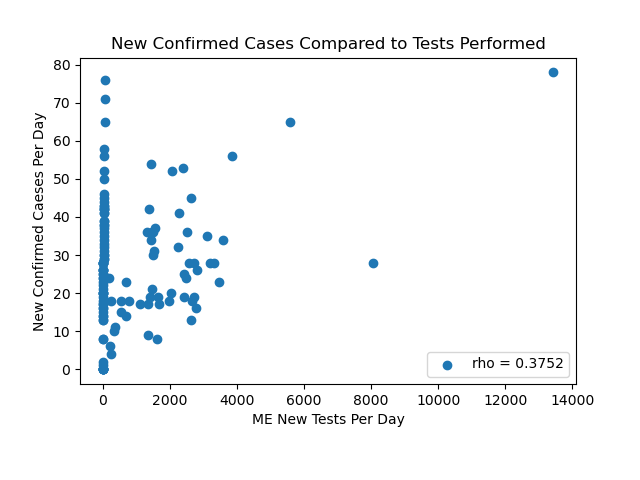 New Confirmed Cases Compared to Tests Performed
80
70
60
50
40
30
20
10
0
New Confirmed Caeses Per Day
rho = 0.3752
0 2000 4000 6000 8000 10000 12000 14000
ME New Tests Per Day